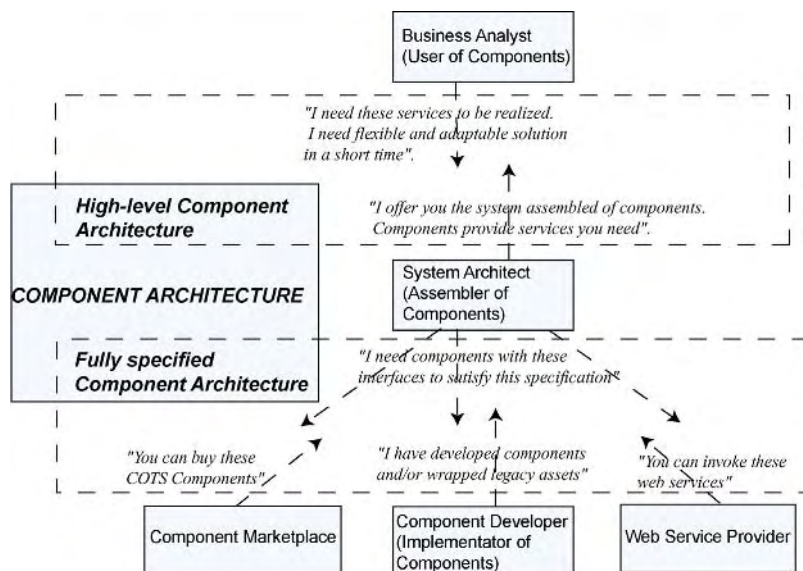 Business Analyst
(User of Components)
"I need these services to be realized.
I need flexible and adaptable solution
in a short time".
High-level Component
Architecture
"I offer you the system assembled of components.
Components provide services you need".
System Architect
(Assembler of
Components)
COMPONENT ARCHITECTURE
Fully specified
Component Architecture
"I need components with these
interfaces to satisfy this specification"
"You can buy these
COTS Components"
"I have developed components
and/or wrapped legacy assets"
"You can invoke these
web services"
Component Marketplace
Component Developer
(Implementator of
Components)
Web Service Provider